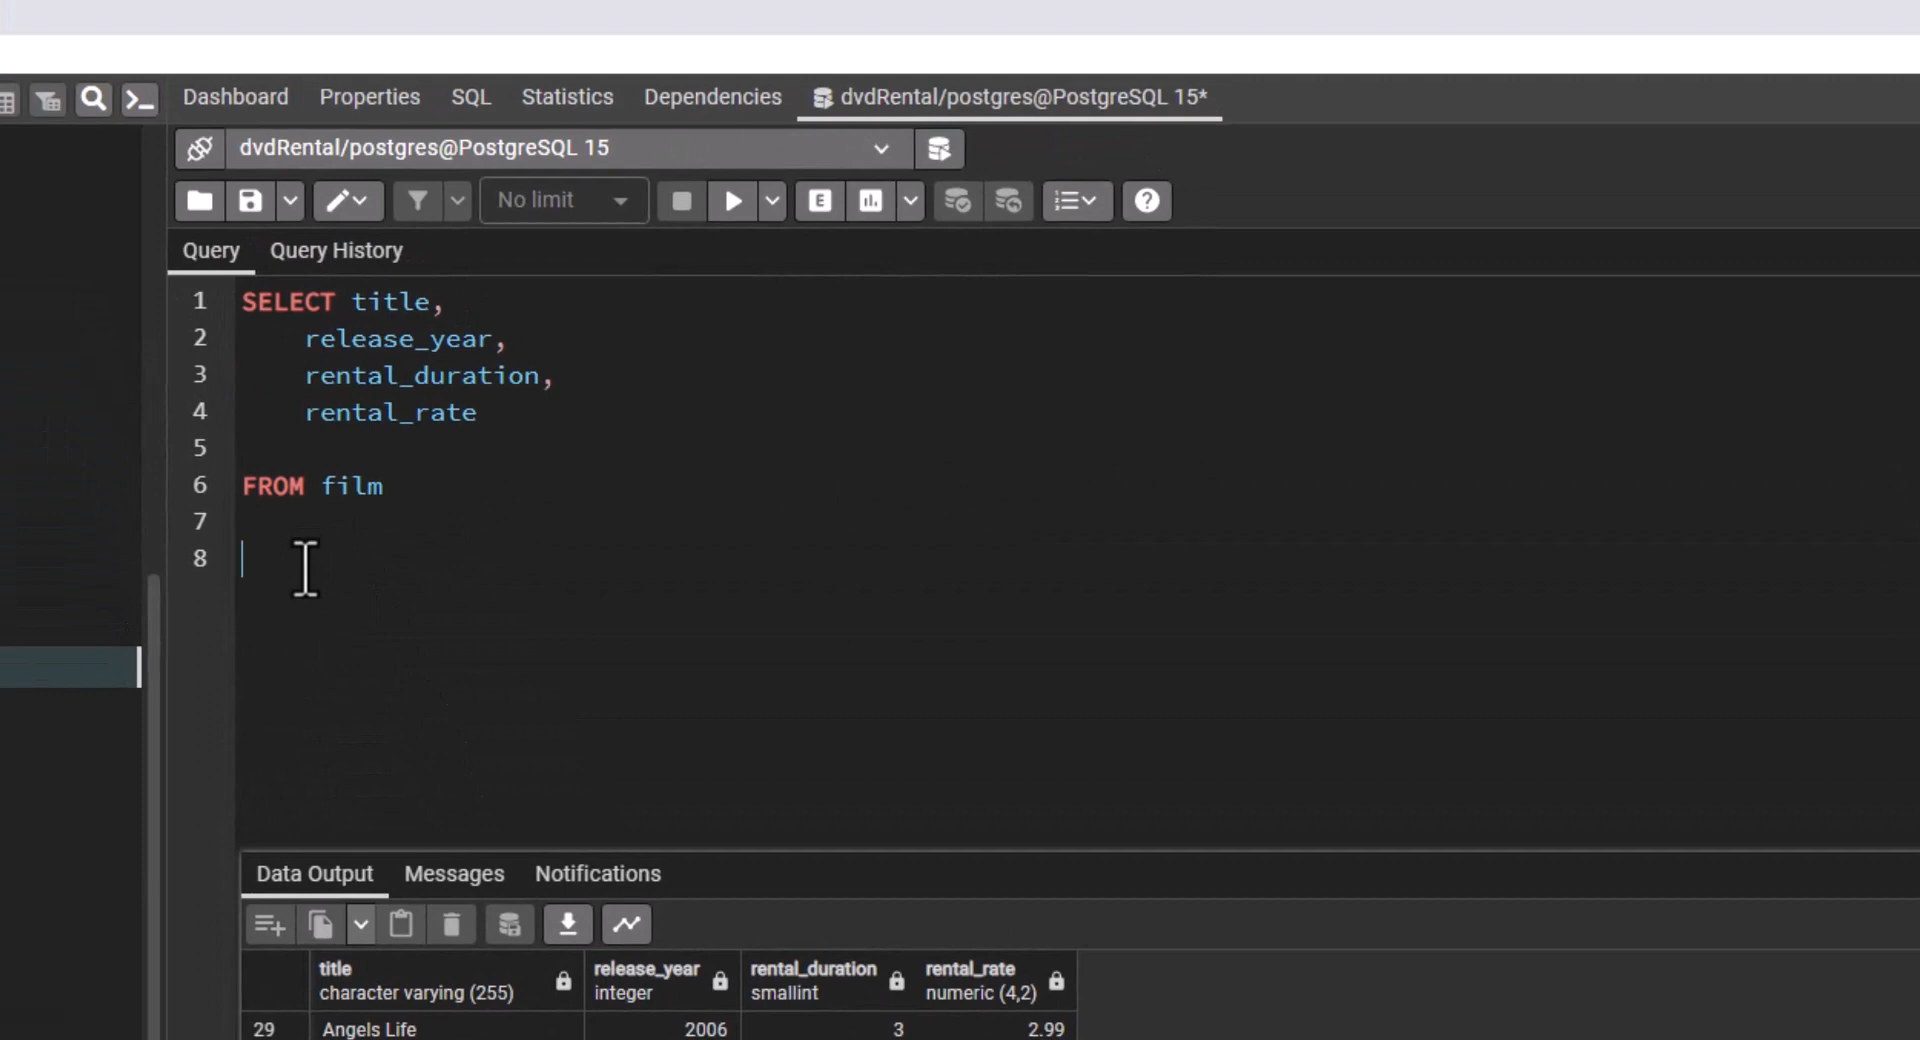 Dashboard Properties SQL Statistics Dependencies dvdRental/postgres@PostgreSQL 15*
dvdRental/postgres@PostgreSQL 15
No limit E ?
Query Query History
1 SELECT title,
2 release_year,
3 rental_duration,
4 rental_rate
5
6 FROM film
7
8
Data Output Messages Notifications
title release_year rental_duration rental_rate
character varying (255) integer smallint numeric (4,2)
29 Angels Life 2006 3 2.99